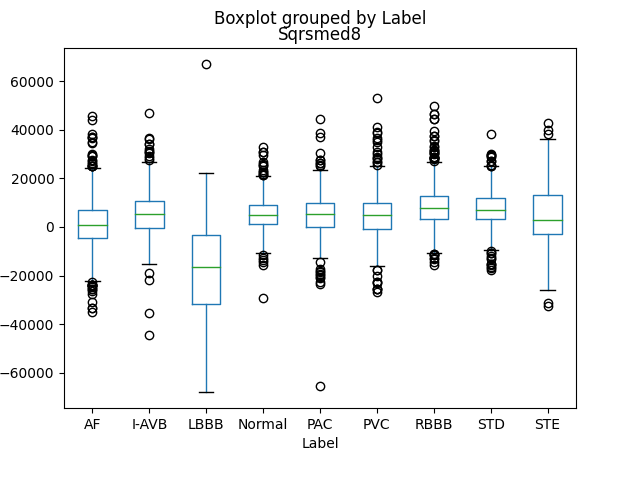 Boxplot grouped by Label
Sqrsmed8
60000
40000
20000
0
−20000
−40000
−60000
AF I-AVB LBBB Normal PAC PVC RBBB STD STE
Label